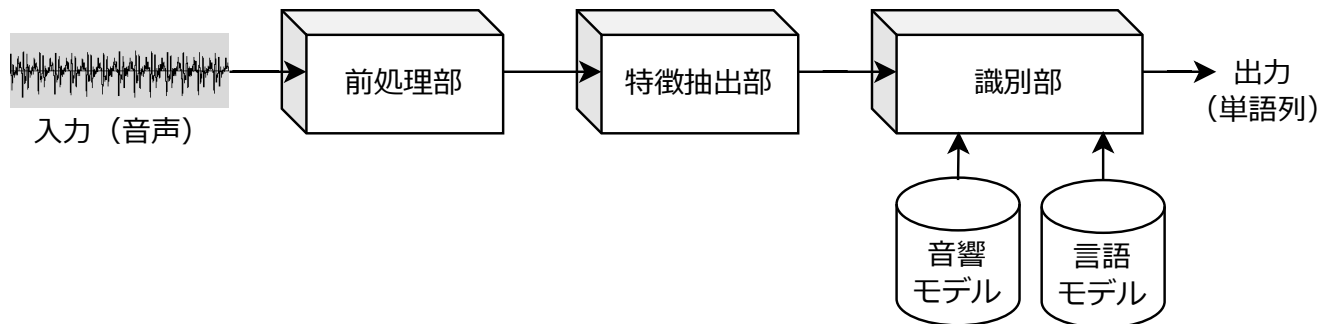 入力（音声）
前処理部
特徴抽出部
識別部
出力
（単語列）
音響
モデル
言語
モデル